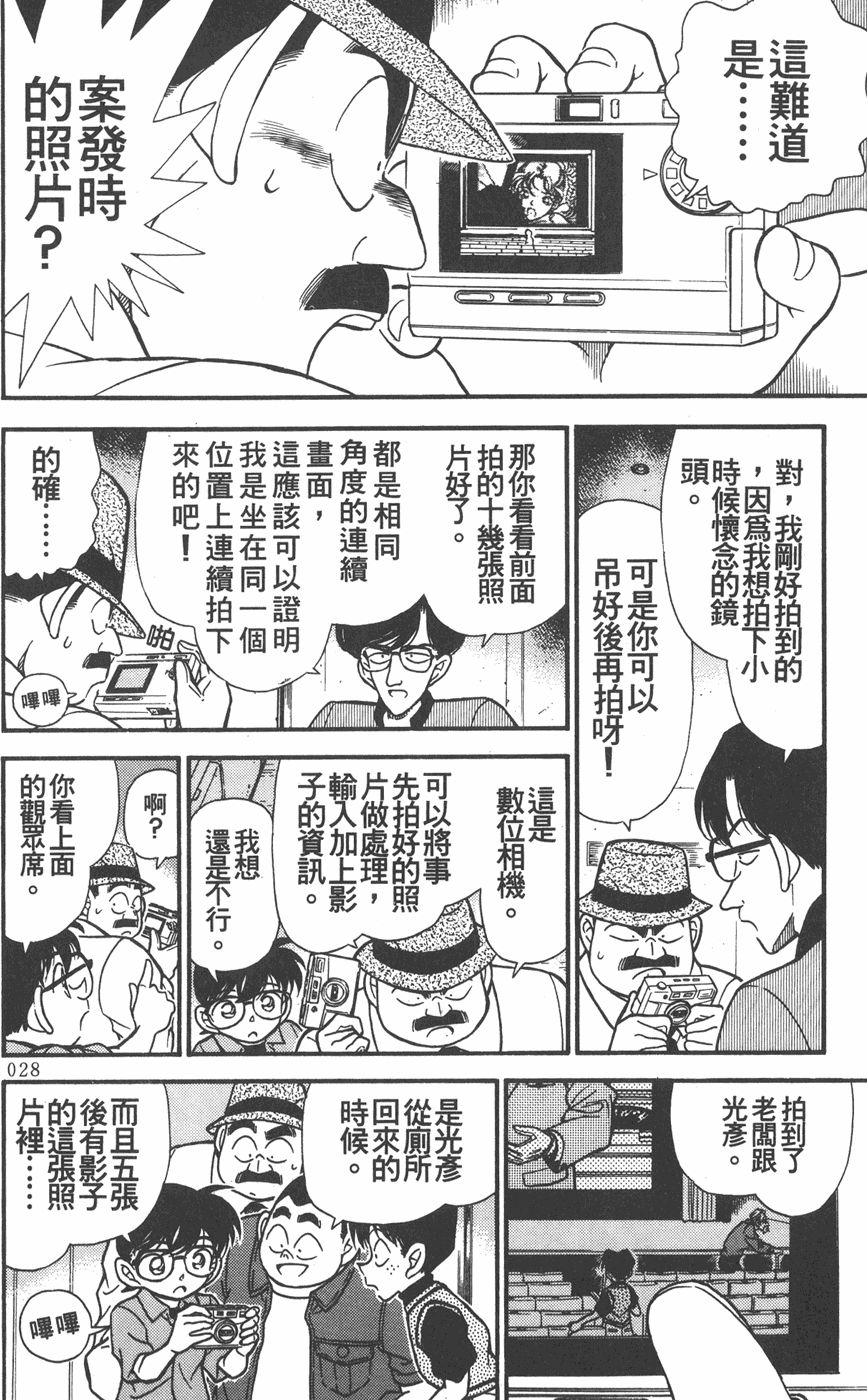 這難道
是……
案發時
的照片？
對，我剛好拍到的
，因爲我想拍下小
時候懷念的鏡
頭。
可是你可以
吊好後再拍呀！
那你看看前面
拍的十幾張照
片好了。
都是相同
角度的連續
畫面，
這應該可以證明
我是坐在同一個
位置上連續拍下
來的吧！
的確……
啪
嗶嗶
這是
數位相機。
可以將事
先拍好的照
片做處理，
輸入加上影
子的資訊。
我想
還是不行。
啊？
你看上面
的觀眾席。
028
拍到了
老闆跟
光彥。
是光彥
從廁所
回來的
時候。
而且五張
後有影子
的這張照
片裡……
嗶嗶